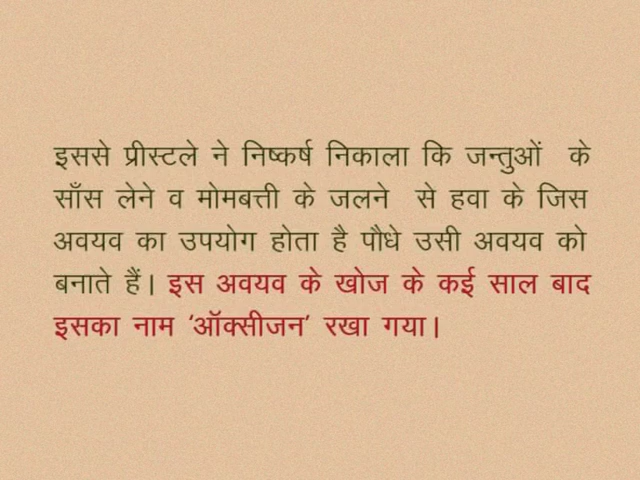 इससे प्रीस्टले ने निष्कर्ष निकाला कि जन्तुओं के
साँस लेने व मोमबत्ती के जलने से हवा के जिस
अवयव का उपयोग होता है पौधे उसी अवयव को
बनाते हैं। इस अवयव के खोज के कई साल बाद
इसका नाम ‘ऑक्सीजन’ रखा गया।